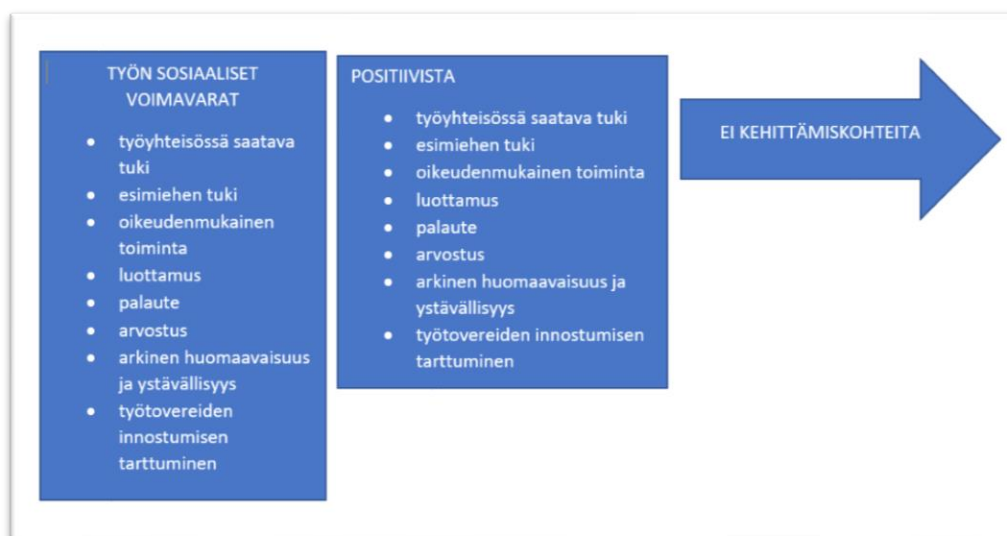 TYÖN SOSIAALISET
VOIMAVARAT
• työyhteisössä saatava
tuki
• esimiehen tuki
• oikeudenmukainen
toiminta
• luottamus
• palaute
• arvostus
• arkinen huomaavaisuus
ja ystävällisyys
• työtovereiden
innostumisen
tarttuminen
POSITIIVISTA
• työyhteisössä saatava tuki
• esimiehen tuki
• oikeudenmukainen toiminta
• luottamus
• palaute
• arvostus
• arkinen huomaavaisuus ja
ystävällisyys
• työtovereiden innostumisen
tarttuminen
EI KEHITTÄMISKOHTEITA